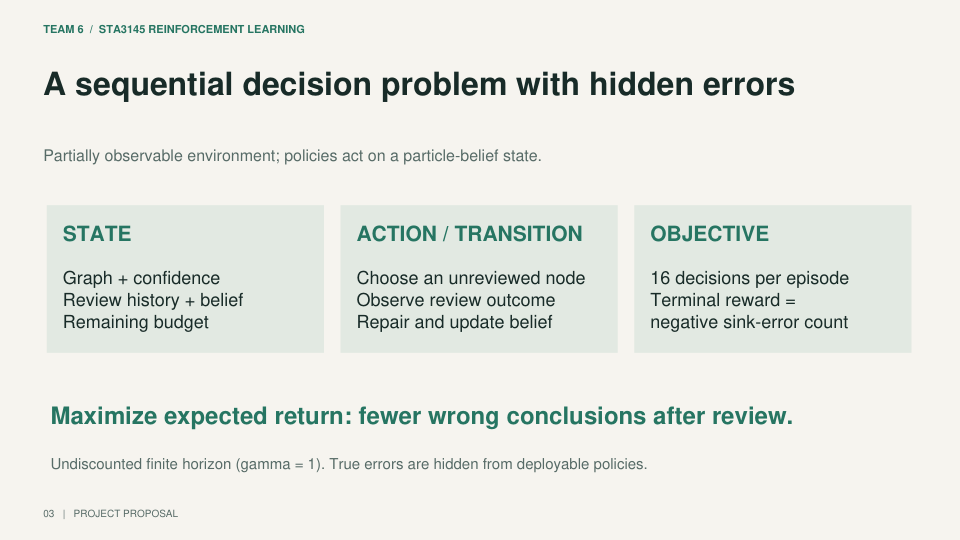 TEAM 6 / STA3145 REINFORCEMENT LEARNING
A sequential decision problem with hidden errors
Partially observable environment; policies act on a particle-belief state.
STATE
Graph + confidence
Review history + belief
Remaining budget
ACTION / TRANSITION
Choose an unreviewed node
Observe review outcome
Repair and update belief
OBJECTIVE
16 decisions per episode
Terminal reward =
negative sink-error count
Maximize expected return: fewer wrong conclusions after review.
Undiscounted finite horizon (gamma = 1). True errors are hidden from deployable policies.
03 | PROJECT PROPOSAL